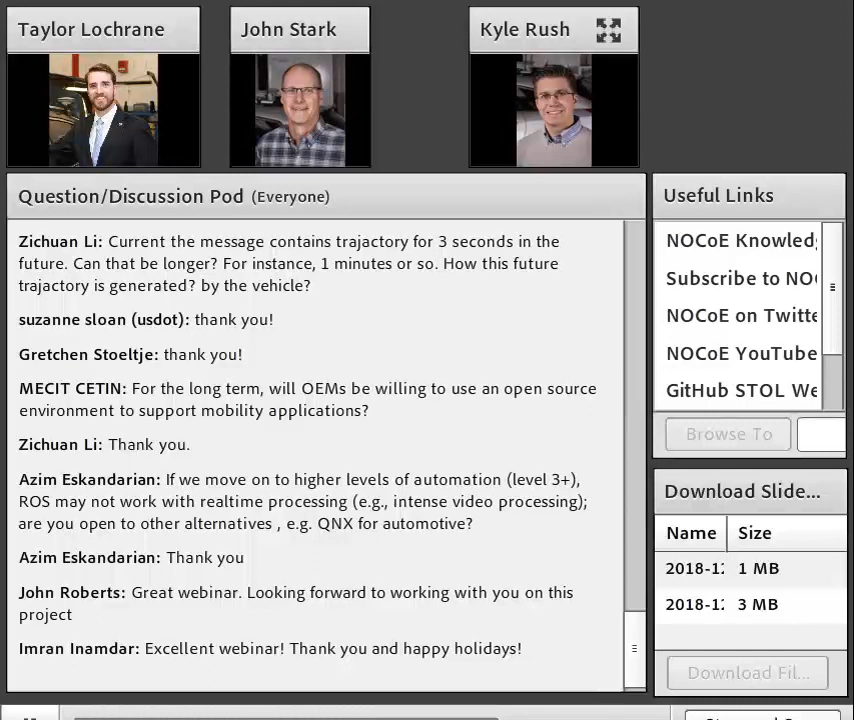 Taylor Lochrane
John Stark
Kyle Rush
Question/Discussion Pod (Everyone)
Zichuan Li: Current the message contains trajactory for 3 seconds in the
future. Can that be longer? For instance, 1 minutes or so. How this future
trajactory is generated? by the vehicle?
suzanne sloan (usdot): thank you!
Gretchen Stoeltje: thank you!
MECIT CETIN: For the long term, will OEMs be willing to use an open source
environment to support mobility applications?
Zichuan Li: Thank you.
Azim Eskandarian: If we move on to higher levels of automation (level 3+),
ROS may not work with realtime processing (e.g., intense video processing);
are you open to other alternatives , e.g. QNX for automotive?
Azim Eskandarian: Thank you
John Roberts: Great webinar. Looking forward to working with you on this
project
Imran Inamdar: Excellent webinar! Thank you and happy holidays!
Useful Links
NOCoE Knowled
Subscribe to NO
NOCoE on Twitte
NOCoE YouTube
GitHub STOL We
Browse To
Download Slide...
Name Size
2018-12 1 MB
2018-12 3 MB
Download Fil...